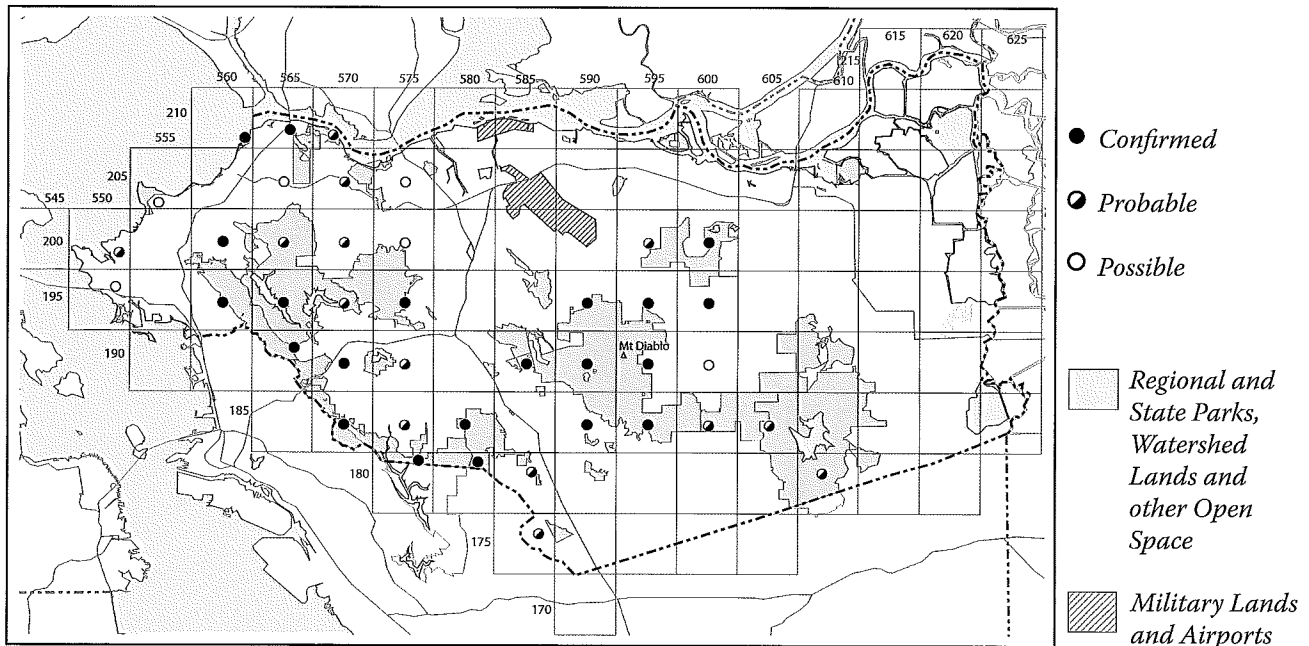 615 620 625
215
560 565 570 575 580 585 590 595 600 605 610
210
555
205
545 550
200
195
190
Mt Diablo
185
180
175
170
Confirmed
Probable
Possible
Regional and
State Parks,
Watershed
Lands and
other Open
Space
Military Lands
and Airports